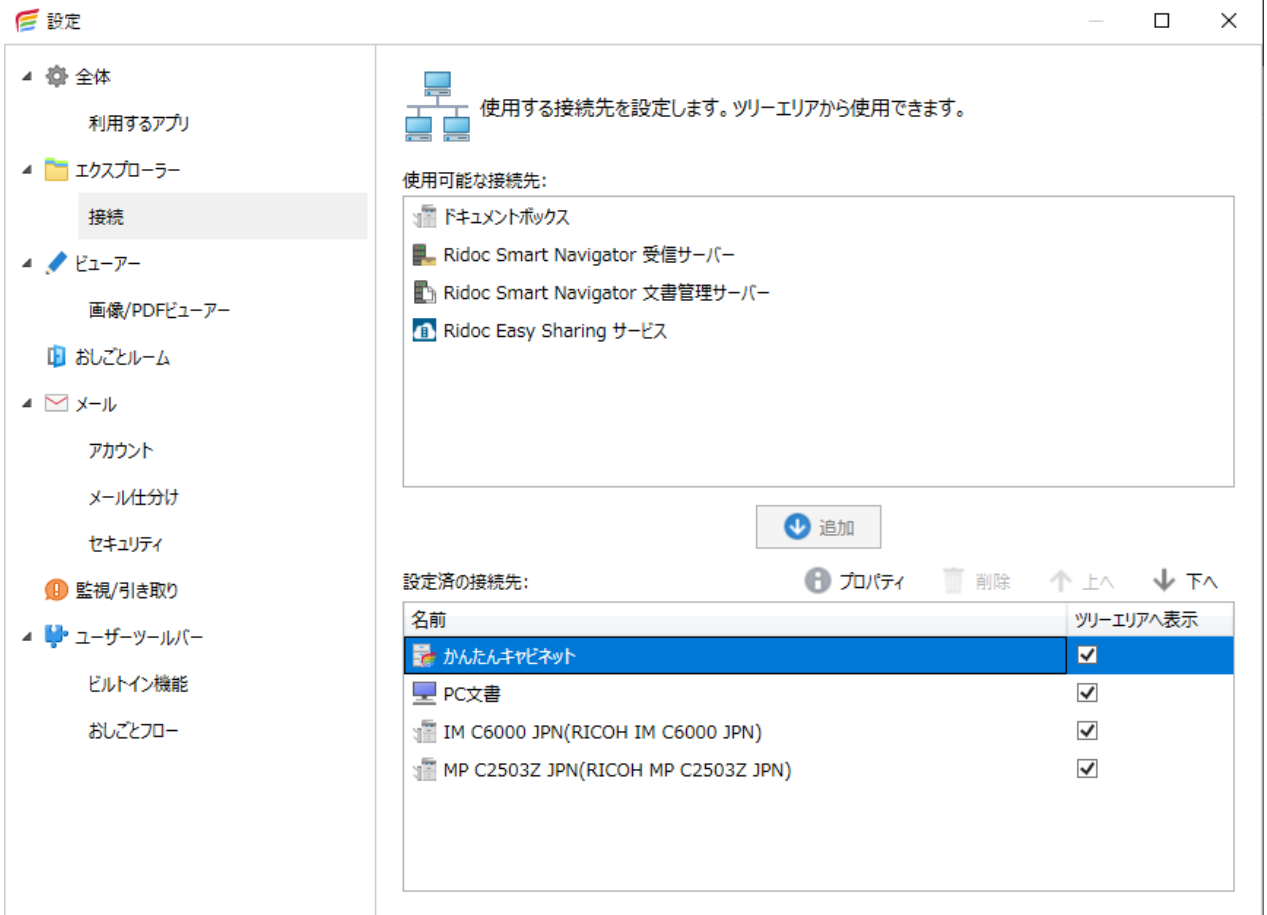 設定
全体
利用するアプリ
エクスプローラー
接続
ビューアー
画像/PDFビューアー
おしごとルーム
メール
アカウント
メール仕分け
セキュリティ
監視/引き取り
ユーザーツールバー
ビルトイン機能
おしごとフロー
使用する接続先を設定します。ツリーエリアから使用できます。
使用可能な接続先:
ドキュメントボックス
Ridoc Smart Navigator 受信サーバー
Ridoc Smart Navigator 文書管理サーバー
Ridoc Easy Sharing サービス
追加
設定済の接続先: プロパティ 削除 上へ 下へ
名前 ツリーエリアへ表示
かんたんキャビネット
PC文書
IM C6000 JPN(RICOH IM C6000 JPN)
MP C2503Z JPN(RICOH MP C2503Z JPN)